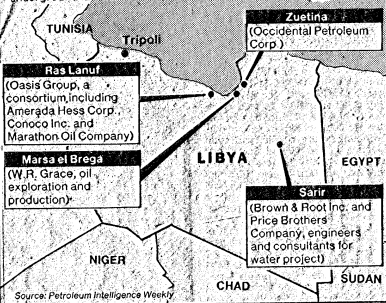 Zuetina
(Occidental Petroleum
Corp.)
TUNISIA
Tripoli
Ras Lanuf
(Oasis Group, a
consortium including
Amerada Hess Corp.,
Conoco Inc. and
Marathon Oil Company)
Marsa el Brega
(W.R. Grace, oil
exploration and
production)
LIBYA
EGYPT
Sarir
(Brown & Root Inc. and
Price Brothers
Company, engineers
and consultants for
water project)
NIGER
CHAD
SUDAN
Source: Petroleum Intelligence Weekly